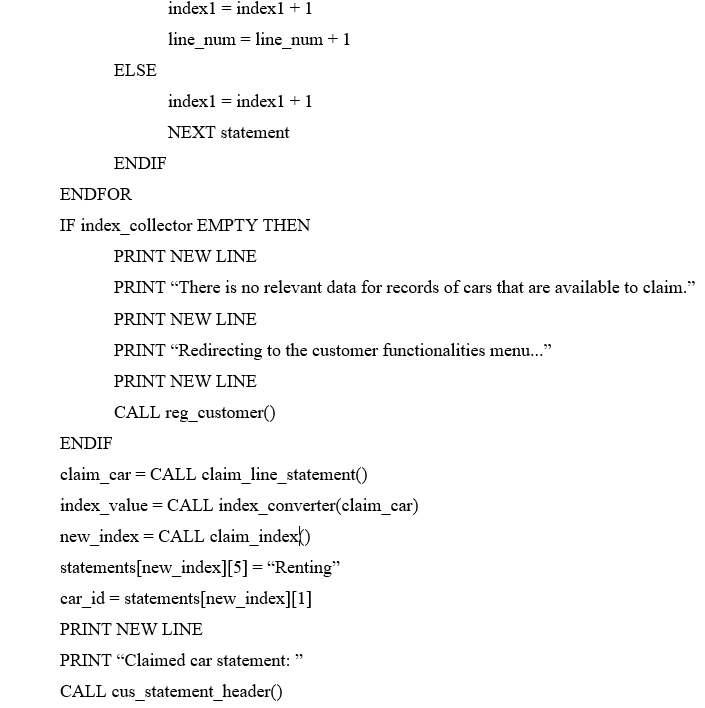 index1 = index1 + 1
line_num = line_num + 1
ELSE
index1 = index1 + 1
NEXT statement
ENDIF
ENDFOR
IF index_collector EMPTY THEN
PRINT NEW LINE
PRINT “There is no relevant data for records of cars that are available to claim.”
PRINT NEW LINE
PRINT “Redirecting to the customer functionalities menu...”
PRINT NEW LINE
CALL reg_customer()
ENDIF
claim_car = CALL claim_line_statement()
index_value = CALL index_converter(claim_car)
new_index = CALL claim_index()
statements[new_index][5] = “Renting”
car_id = statements[new_index][1]
PRINT NEW LINE
PRINT “Claimed car statement: ”
CALL cus_statement_header()